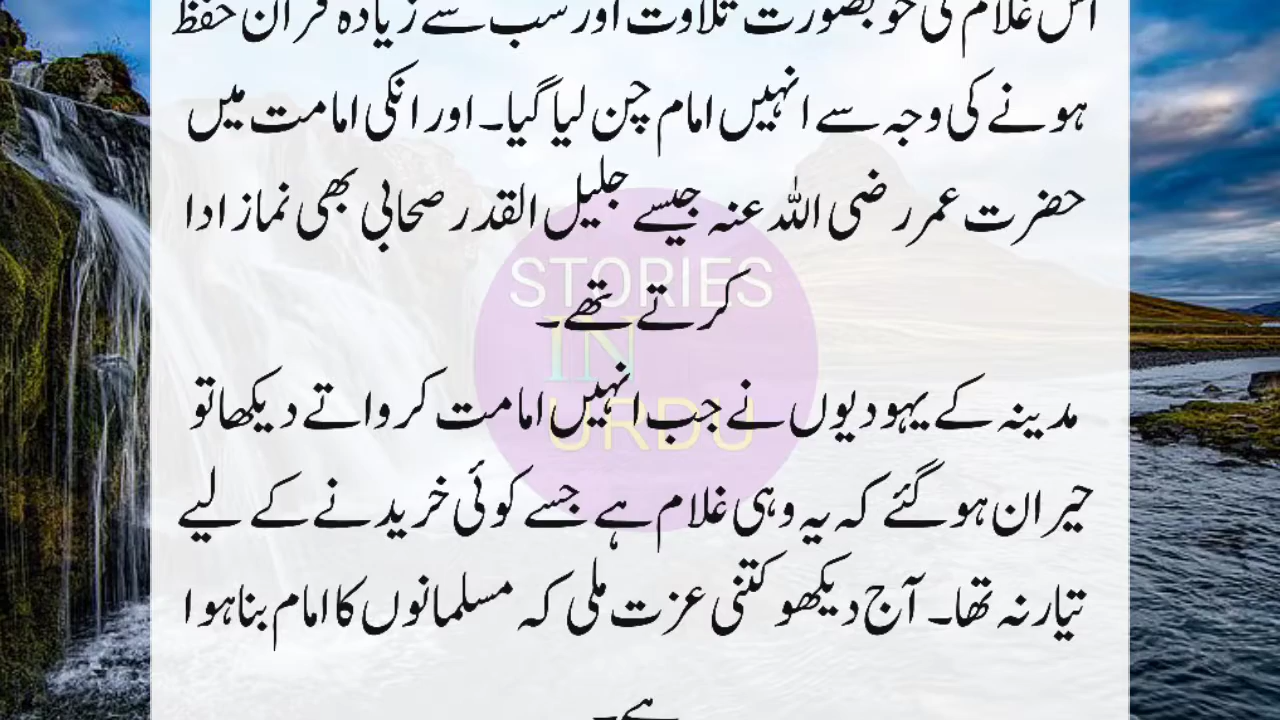 اس غلام کی خوبصورت تلاوت اور سب سے زیادہ قرآن حفظ
ہونے کی وجہ سے انہیں امام چن لیا گیا۔ اور انکی امامت میں
حضرت عمر رضی اللہ عنہ جیسے جلیل القدر صحابی بھی نماز ادا
کرتے تھے۔
مدینہ کے یہودیوں نے جب انہیں امامت کرواتے دیکھا تو
حیران ہو گئے کہ یہ وہی غلام ہے جسے کوئی خریدنے کے لیے
تیار نہ تھا۔ آج دیکھو کتنی عزت ملی کہ مسلمانوں کا امام بنا ہوا
ہے۔
STORIES
IN
URDU